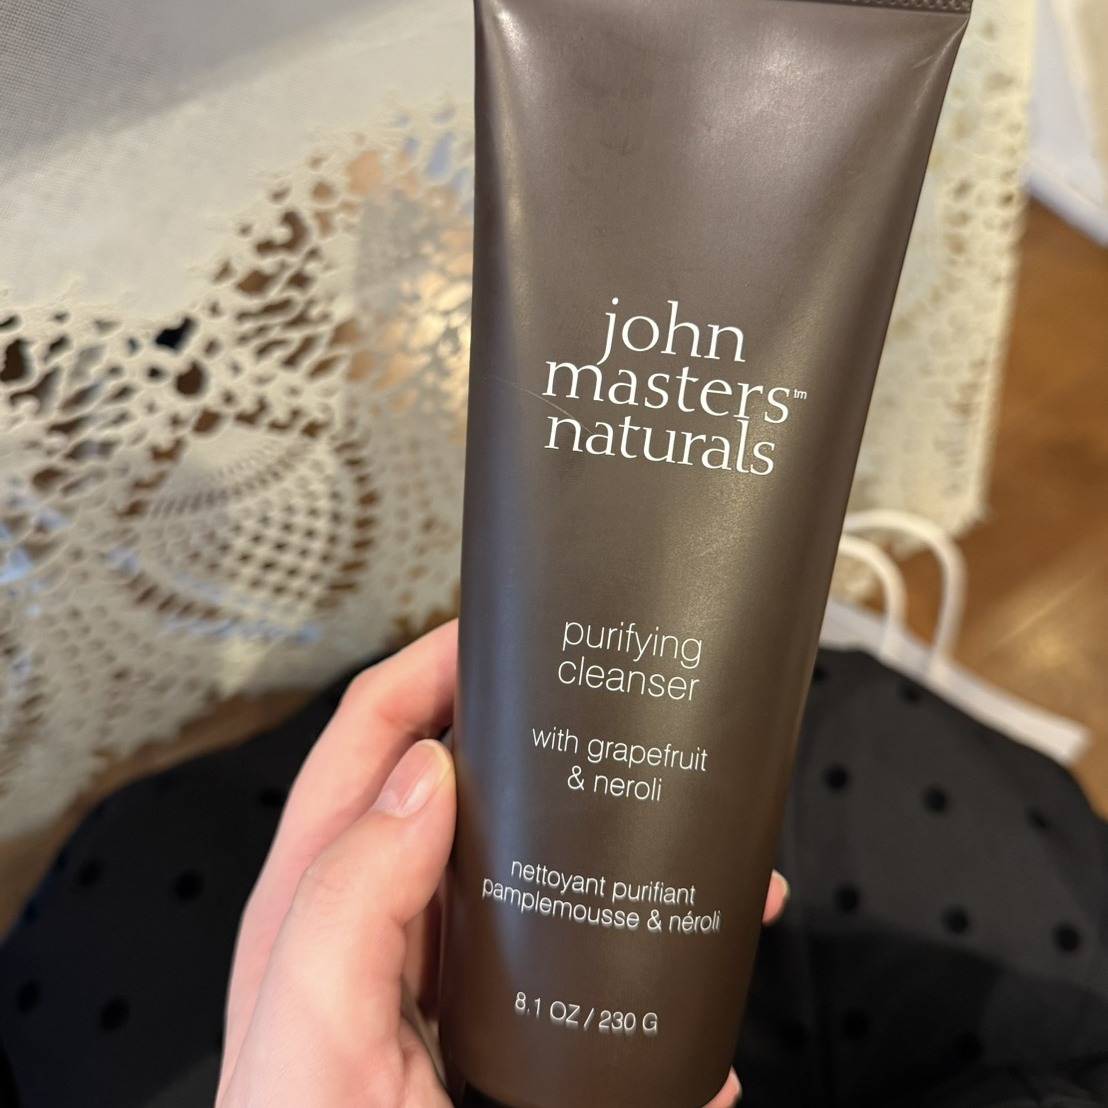 john
masters™
naturals
purifying
cleanser
with grapefruit
& neroli
nettoyant purifiant
pamplemousse & néroli
8.1 OZ / 230 G